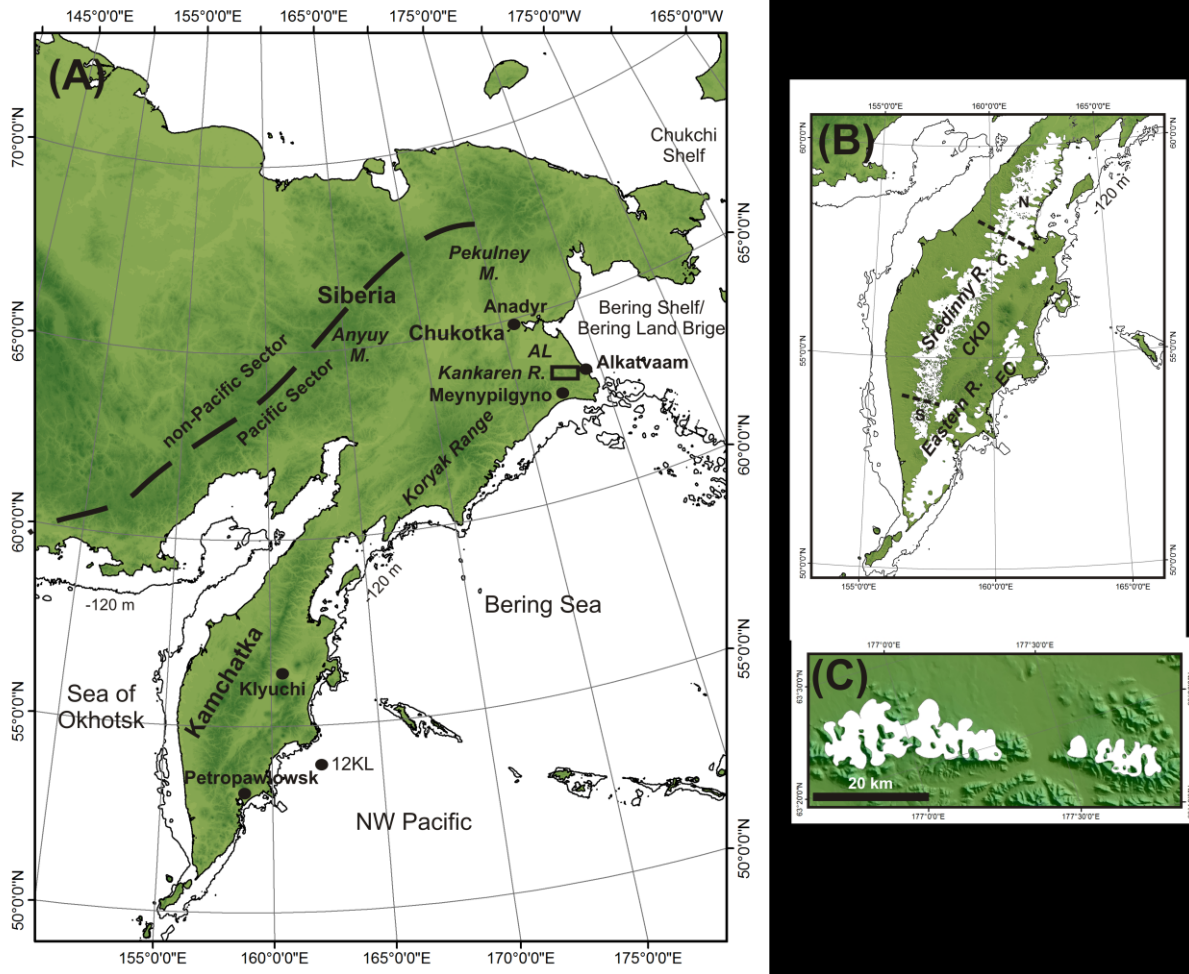 145°0'0"E
155°0'0"E
165°0'0"E
175°0'0"E
175°0'0"W
165°0'0"W
(A)
Chukchi
Shelf
70°0'0"N
65°0'0"N
Pekulney
M.
Siberia
Anadyr
Bering Shelf/
Bering Land Brige
Anyuy
M.
Chukotka
AL
Alkatvaam
65°0'0"N
Kankaren R.
non-Pacific Sector
Pacific Sector
Meynypilgyno
Koryak Range
60°0'0"N
60°0'0"N
-120 m
-120 m
Bering Sea
Kamchatka
Klyuchi
55°0'0"N
Sea of
Okhotsk
55°0'0"N
12KL
Petropawlowsk
NW Pacific
50°0'0"N
50°0'0"N
155°0'0"E
160°0'0"E
165°0'0"E
170°0'0"E
175°0'0"E
155°0'0"E
160°0'0"E
165°0'0"E
(B)
60°0'0"N
60°0'0"N
-120 m
N
C
Sredinny R.
CKD
55°0'0"N
55°0'0"N
EO
S
Eastern R.
50°0'0"N
50°0'0"N
155°0'0"E
160°0'0"E
165°0'0"E
177°0'0"E
177°30'0"E
(C)
63°30'0"N
20 km
63°20'0"N
177°0'0"E
177°30'0"E